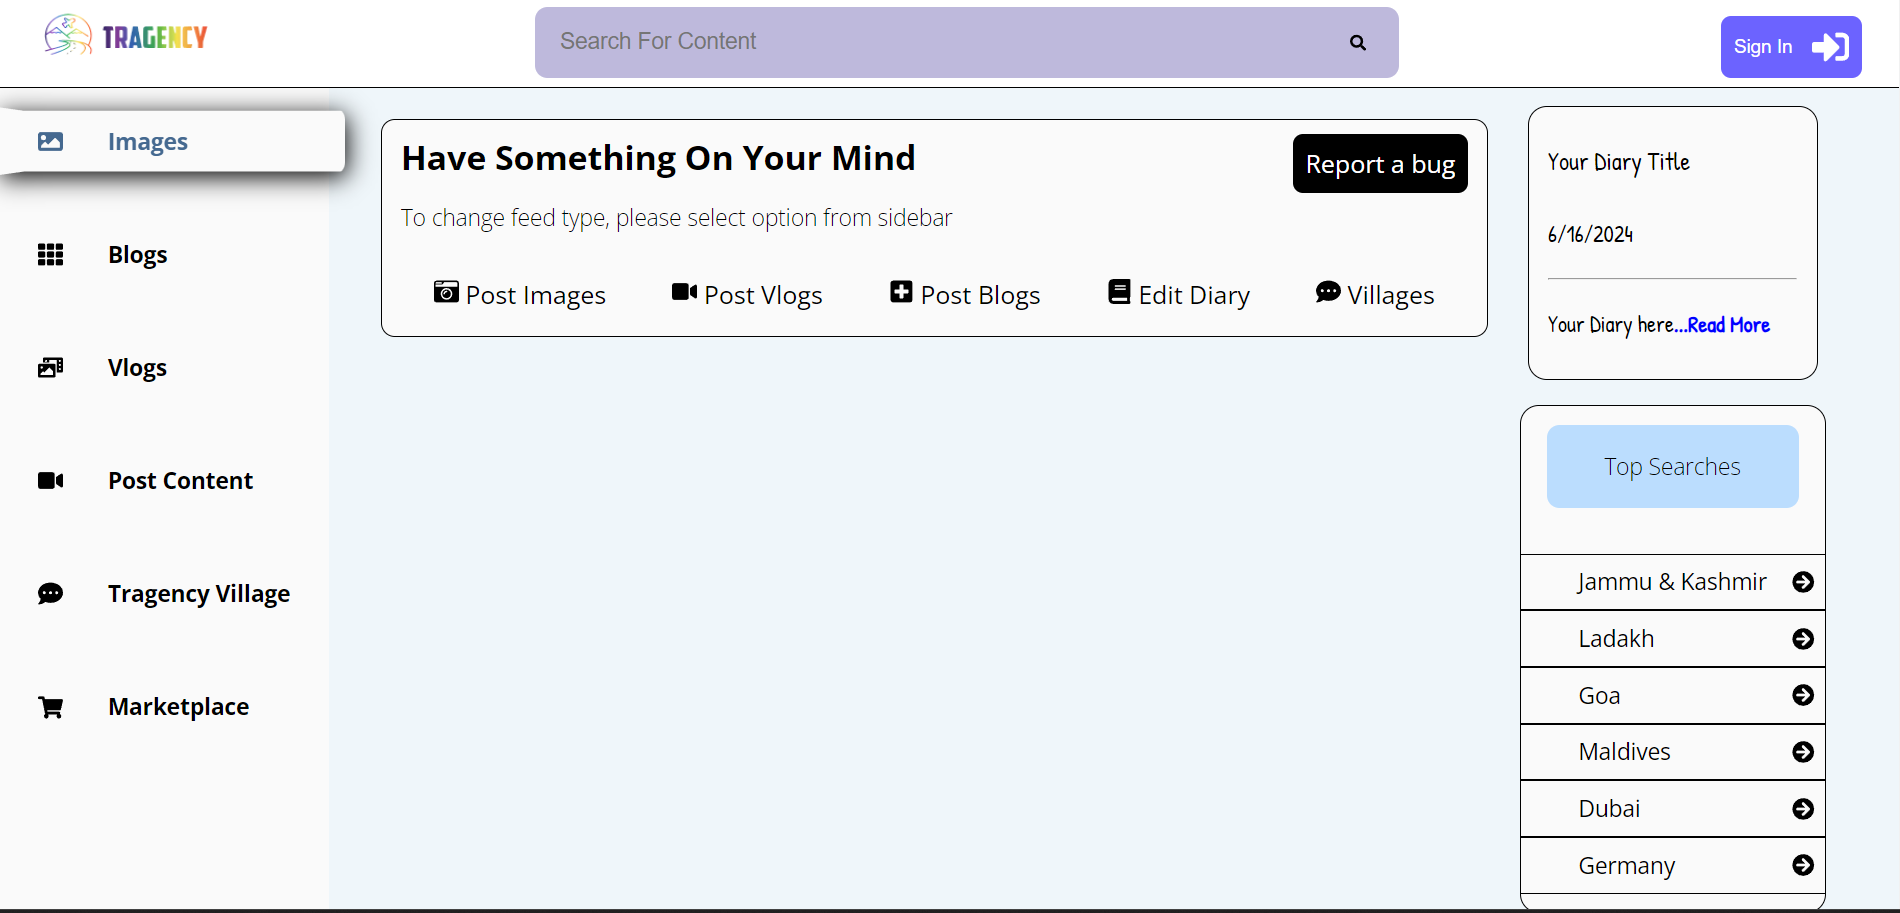 TRAGENCY
Search For Content
Sign In
Images
Blogs
Vlogs
Post Content
Tragency Village
Marketplace
Have Something On Your Mind
Report a bug
To change feed type, please select option from sidebar
Post Images
Post Vlogs
Post Blogs
Edit Diary
Villages
Your Diary Title
6/16/2024
Your Diary here...Read More
Top Searches
Jammu & Kashmir
Ladakh
Goa
Maldives
Dubai
Germany